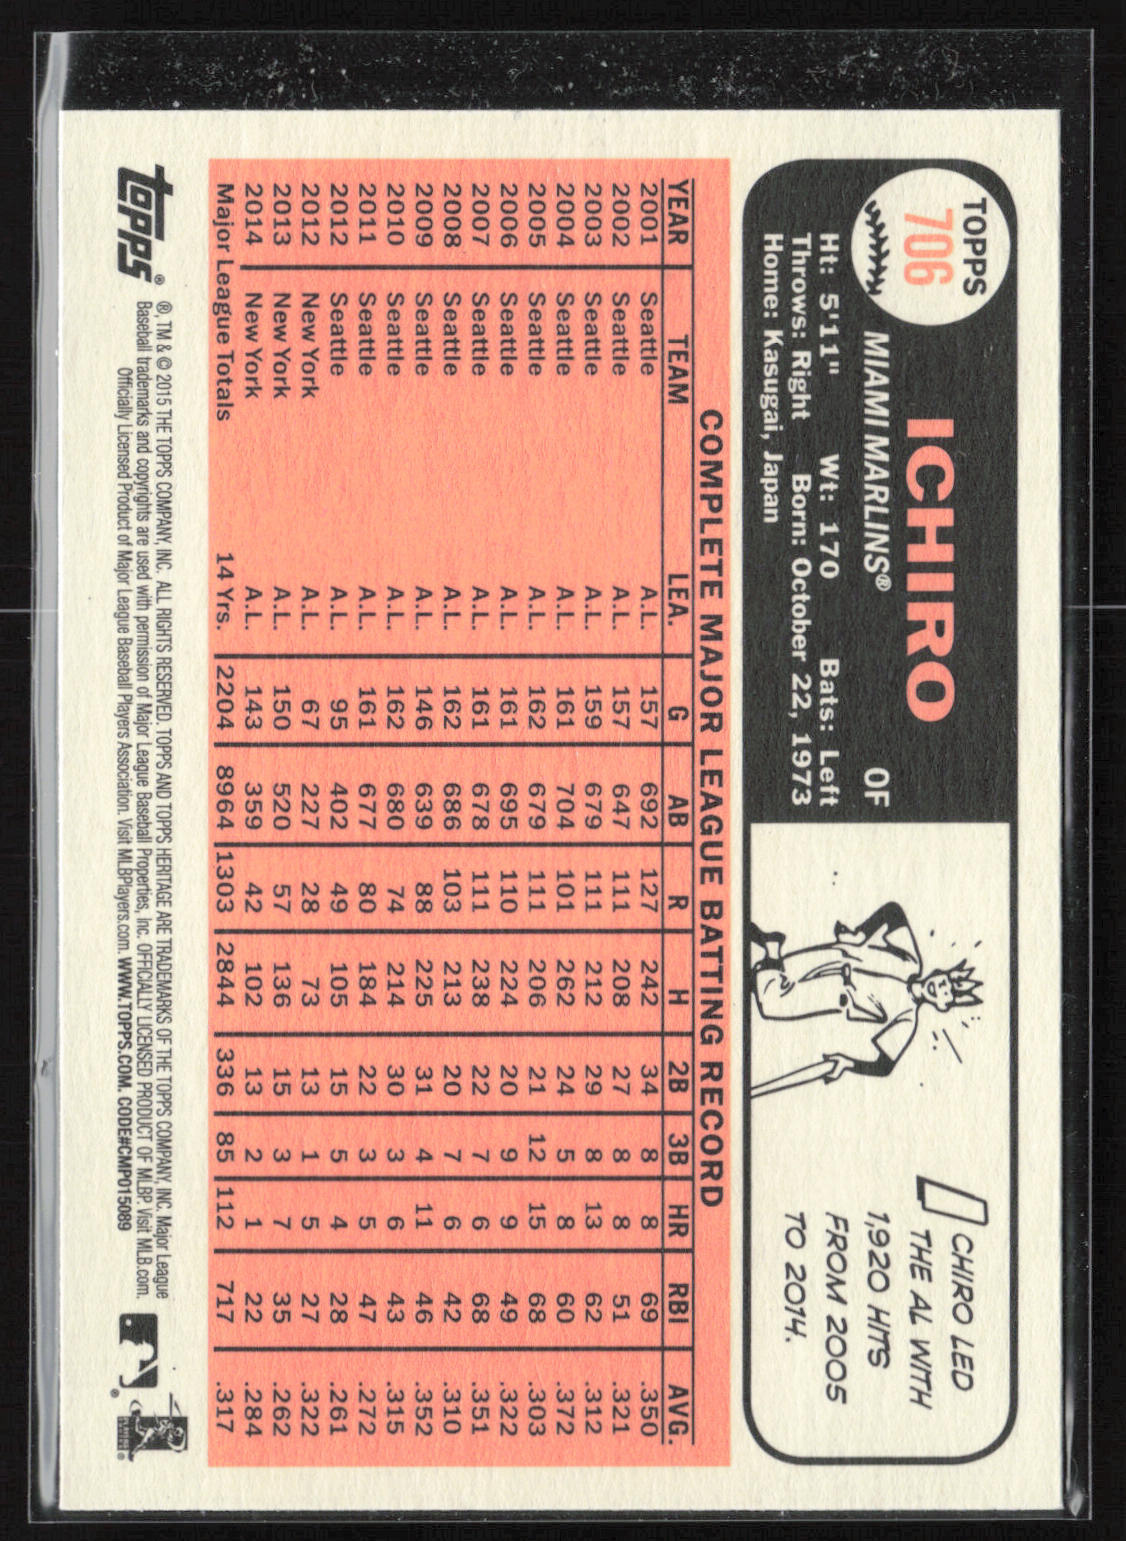 TOPPS
706
ICHIRO
MIAMI MARLINS® OF
Ht: 5'11" Wt: 170 Bats: Left
Throws: Right Born: October 22, 1973
Home: Kasugai, Japan
ICHIRO LED
THE AL WITH
1,920 HITS
FROM 2005
TO 2014.
COMPLETE MAJOR LEAGUE BATTING RECORD
YEAR TEAM LEA. G AB R H 2B 3B HR RBI AVG.
2001 Seattle A.L. 157 692 127 242 34 8 8 69 .350
2002 Seattle A.L. 157 647 111 208 27 8 8 51 .321
2003 Seattle A.L. 159 679 111 212 29 8 13 62 .312
2004 Seattle A.L. 161 704 101 262 24 5 8 60 .372
2005 Seattle A.L. 162 679 111 206 21 12 15 68 .303
2006 Seattle A.L. 161 695 110 224 20 9 9 49 .322
2007 Seattle A.L. 161 678 111 238 22 7 6 68 .351
2008 Seattle A.L. 162 686 103 213 20 7 6 42 .310
2009 Seattle A.L. 146 639 88 225 31 4 11 46 .352
2010 Seattle A.L. 162 680 74 214 30 3 6 43 .315
2011 Seattle A.L. 161 677 80 184 22 3 5 47 .272
2012 Seattle A.L. 95 402 49 105 15 5 4 28 .261
2012 New York A.L. 67 227 28 73 13 1 5 27 .322
2013 New York A.L. 150 520 57 136 15 3 7 35 .262
2014 New York A.L. 143 359 42 102 13 2 1 22 .284
Major League Totals 14 Yrs. 2204 8964 1303 2844 336 85 112 717 .317
topps®
®, TM & © 2015 THE TOPPS COMPANY, INC. ALL RIGHTS RESERVED. TOPPS AND TOPPS HERITAGE ARE TRADEMARKS OF THE TOPPS COMPANY, INC. Major League
Baseball trademarks and copyrights are used with permission of Major League Baseball Properties, Inc. OFFICIALLY LICENSED PRODUCT OF MLBP. Visit MLB.com.
Officially Licensed Product of Major League Baseball Players Association. Visit MLBPlayers.com. WWW.TOPPS.COM. CODE#CMP015089